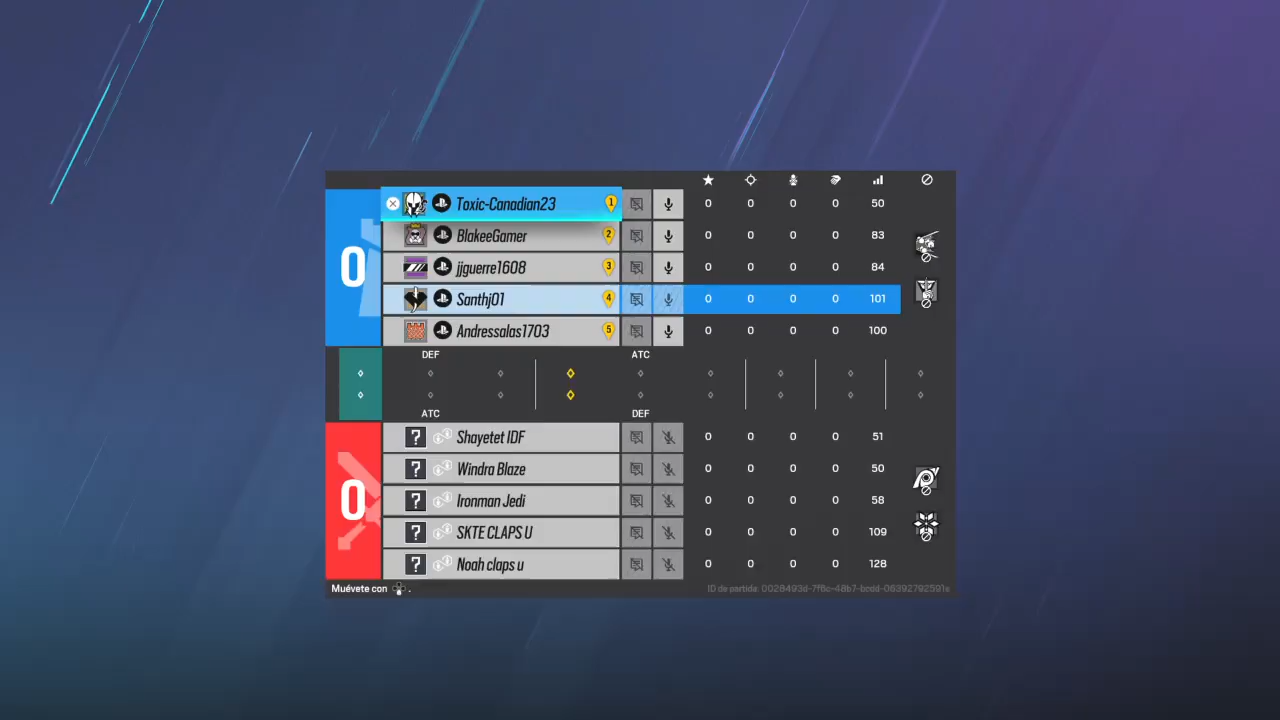 0
Toxic-Canadian23 1 0 0 0 0 50
BlakeeGamer 2 0 0 0 0 83
jjguerre1608 3 0 0 0 0 84
Santhj01 4 0 0 0 0 101
Andressalas1703 5 0 0 0 0 100
DEF ATC
ATC DEF
0
? Shayetet IDF 0 0 0 0 51
? Windra Blaze 0 0 0 0 50
? Ironman Jedi 0 0 0 0 58
? SKTE CLAPS U 0 0 0 0 109
? Noah claps u 0 0 0 0 128
Muévete con .
ID de partida: